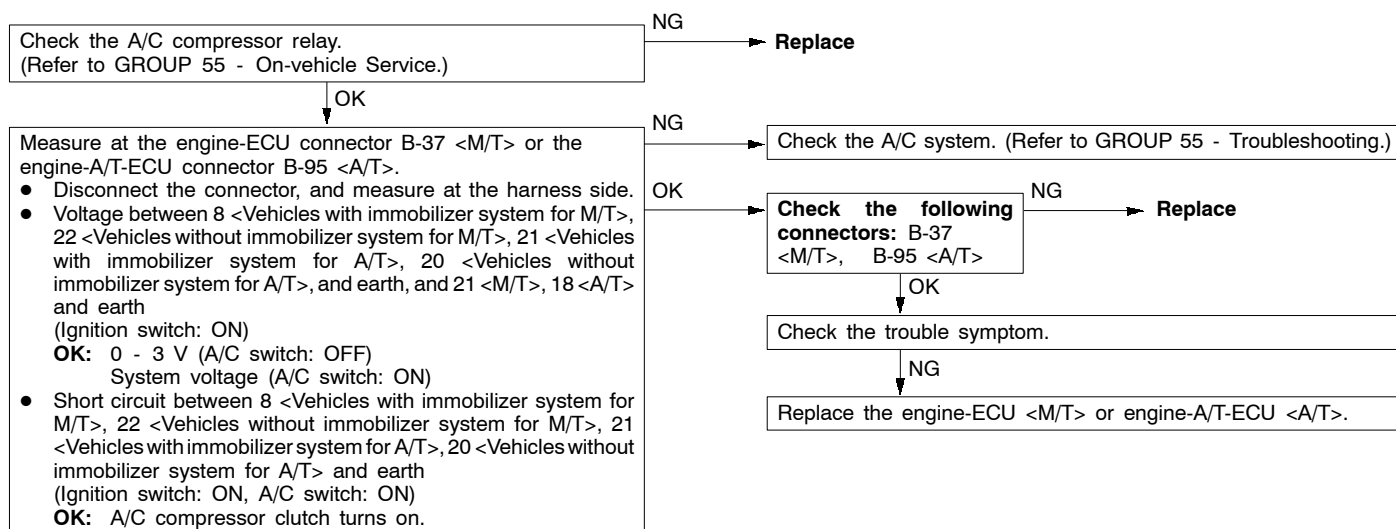 Check the A/C compressor relay.
(Refer to GROUP 55 - On-vehicle Service.)
NG
Replace
OK
Measure at the engine-ECU connector B-37 <M/T> or the
engine-A/T-ECU connector B-95 <A/T>.
● Disconnect the connector, and measure at the harness side.
● Voltage between 8 <Vehicles with immobilizer system for M/T>,
22 <Vehicles without immobilizer system for M/T>, 21 <Vehicles
with immobilizer system for A/T>, 20 <Vehicles without
immobilizer system for A/T>, and earth, and 21 <M/T>, 18 <A/T>
and earth
(Ignition switch: ON)
OK: 0 - 3 V (A/C switch: OFF)
System voltage (A/C switch: ON)
● Short circuit between 8 <Vehicles with immobilizer system for
M/T>, 22 <Vehicles without immobilizer system for M/T>, 21
<Vehicles with immobilizer system for A/T>, 20 <Vehicles without
immobilizer system for A/T> and earth
(Ignition switch: ON, A/C switch: ON)
OK: A/C compressor clutch turns on.
NG
Check the A/C system. (Refer to GROUP 55 - Troubleshooting.)
OK
Check the following
connectors: B-37
<M/T>, B-95 <A/T>
NG
Replace
OK
Check the trouble symptom.
NG
Replace the engine-ECU <M/T> or engine-A/T-ECU <A/T>.